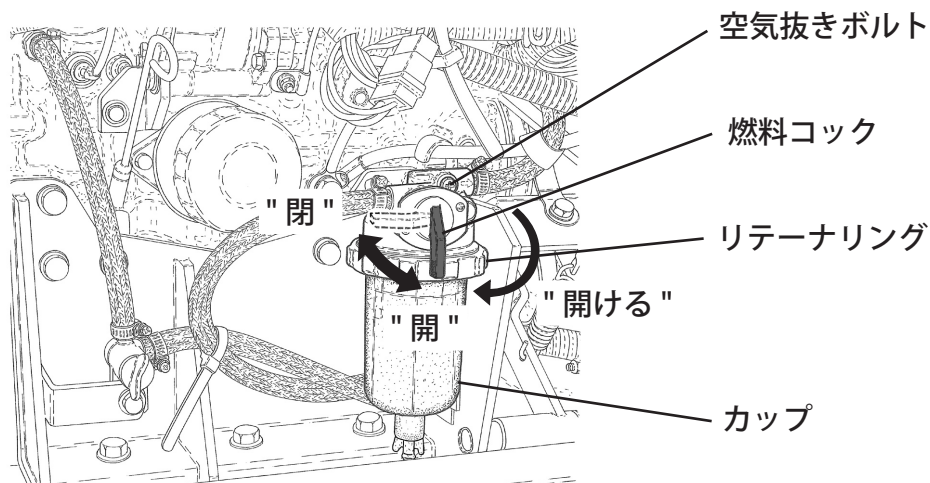 空気抜きボルト
燃料コック
" 閉 "
リテーナリング
" 開ける "
" 開 "
カップ